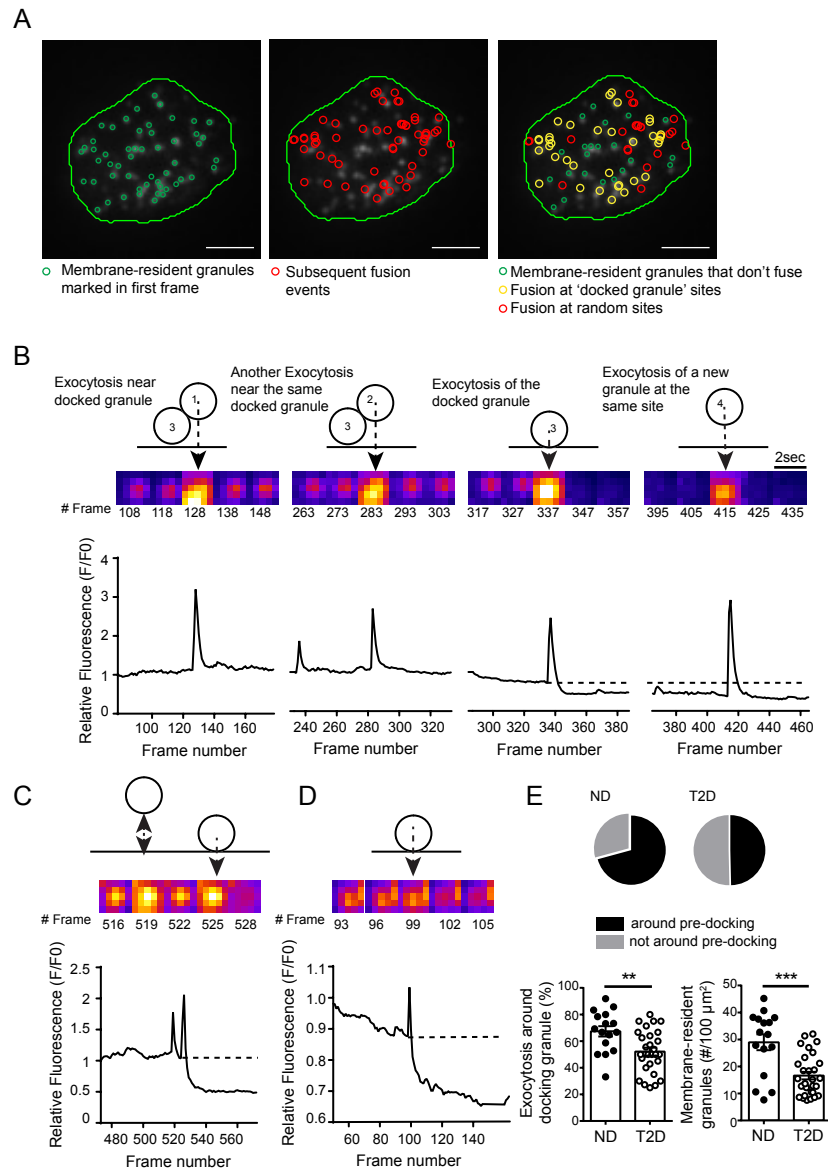 A
Membrane-resident granules
marked in first frame
Subsequent fusion
events
Membrane-resident granules that don't fuse
Fusion at 'docked granule' sites
Fusion at random sites
B
Exocytosis near
docked granule
Another Exocytosis
near the same
docked granule
Exocytosis of the
docked granule
Exocytosis of a new
granule at the
same site
1
3
2
3
3
4
2sec
# Frame
108 118 128 138 148
263 273 283 293 303
317 327 337 347 357
395 405 415 425 435
Relative Fluorescence (F/F0)
4
3
2
1
0
100 120 140 160
240 280 320
300 320 340 360 380
380 400 420 440 460
Frame number
Frame number
Frame number
Frame number
C
# Frame
516 519 522 525 528
Relative Fluorescence (F/F0)
2.5
2
1.5
1
0.5
0
480 500 520 540 560
Frame number
D
# Frame
93 96 99 102 105
Relative Fluorescence (F/F0)
1.1
1.0
0.9
0.8
0.7
0.6
60 80 100 120 140
Frame number
E
ND
T2D
around pre-docking
not around pre-docking
Exocytosis around
docking granule (%)
100
80
60
40
20
0
**
ND T2D
Membrane-resident
granules (#/100 µm²)
50
40
30
20
10
0
***
ND T2D